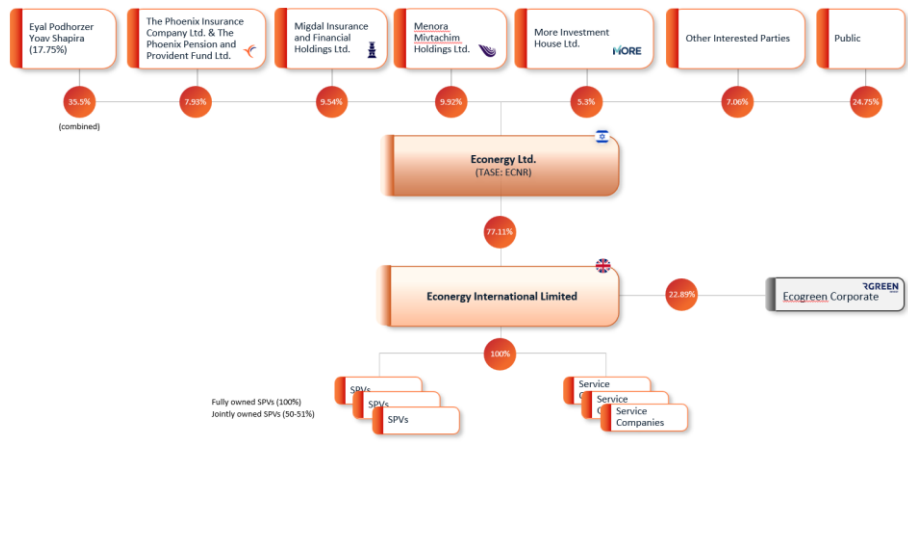 Eyal Podhorzer
Yoav Shapira
(17.75%)
The Phoenix Insurance
Company Ltd. & The
Phoenix Pension and
Provident Fund Ltd.
Migdal Insurance
and Financial
Holdings Ltd.
Menora
Mivtachim
Holdings Ltd.
More Investment
House Ltd.
MORE
Other Interested Parties
Public
35.5%
7.93%
9.54%
9.92%
5.3%
7.06%
24.75%
(combined)
Econergy Ltd.
(TASE: ECNR)
77.11%
Econergy International Limited
22.89%
RGREEN
Ecogreen Corporate
100%
SPVs
SPVs
SPVs
Service
Service
Service
Companies
Fully owned SPVs (100%)
Jointly owned SPVs (50-51%)